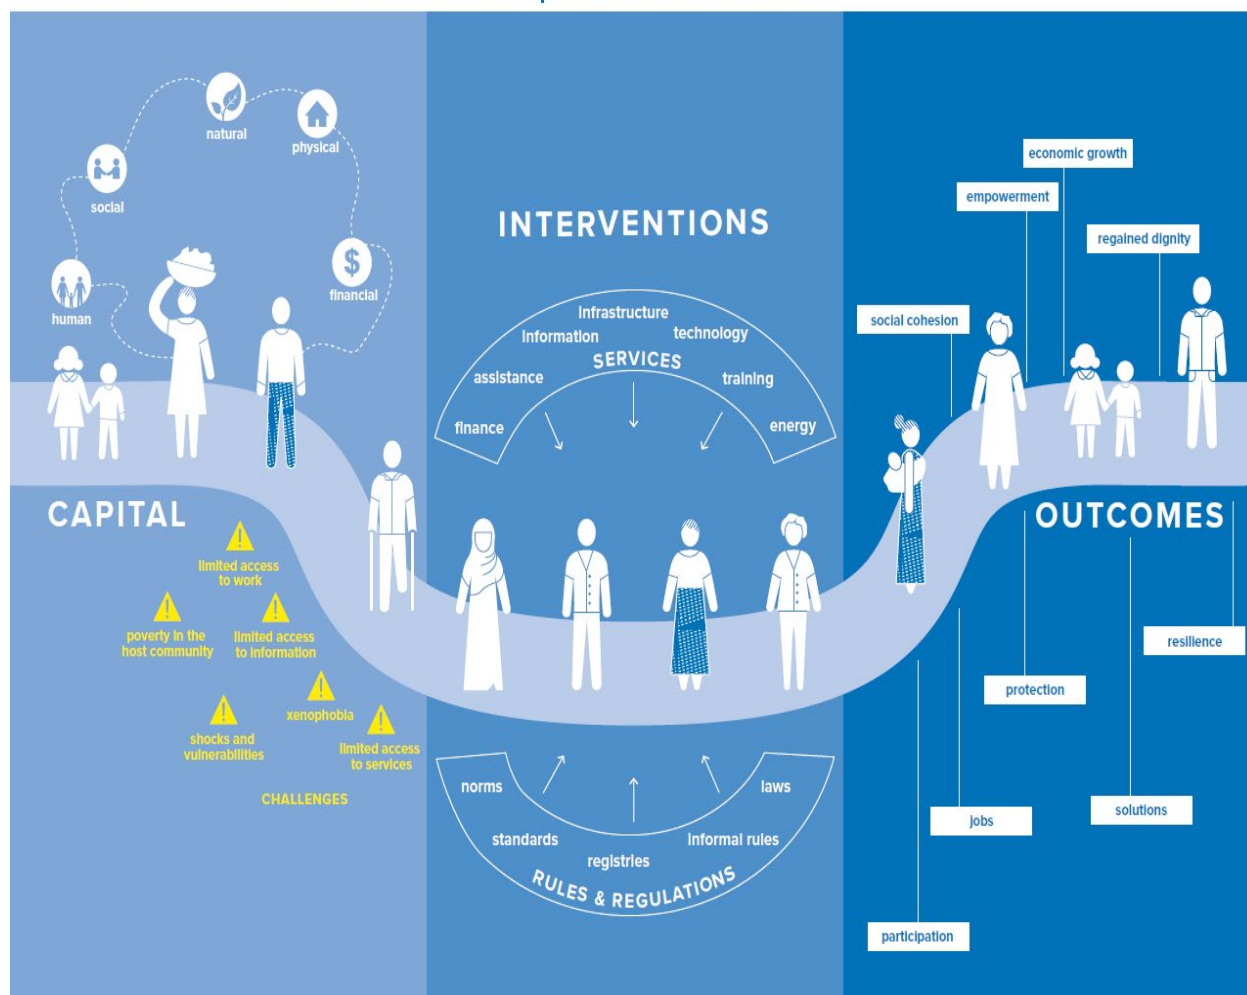 natural
physical
social
$
financial
human
CAPITAL
limited access
to work
poverty in the
host community
limited access
to information
xenophobia
shocks and
vulnerabilities
limited access
to services
CHALLENGES
INTERVENTIONS
infrastructure
information
technology
SERVICES
assistance
training
finance
energy
norms
laws
standards
informal rules
registries
RULES & REGULATIONS
economic growth
empowerment
regained dignity
social cohesion
OUTCOMES
resilience
protection
solutions
jobs
participation